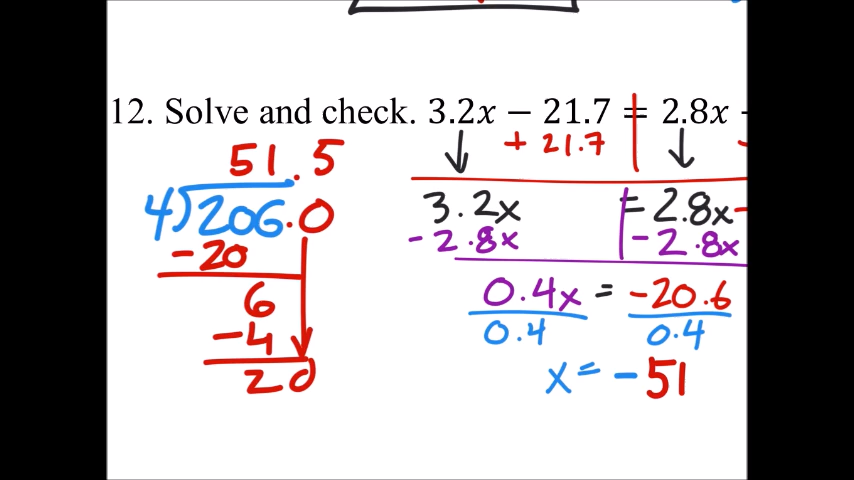 12. Solve and check. 3.2x − 21.7 = 2.8x -
+ 21.7 -
51.5
4)206.0
-20
6
-4
20
3.2x = 2.8x-
-2.8x -2.8x
0.4x = -20.6
0.4 0.4
x = -51